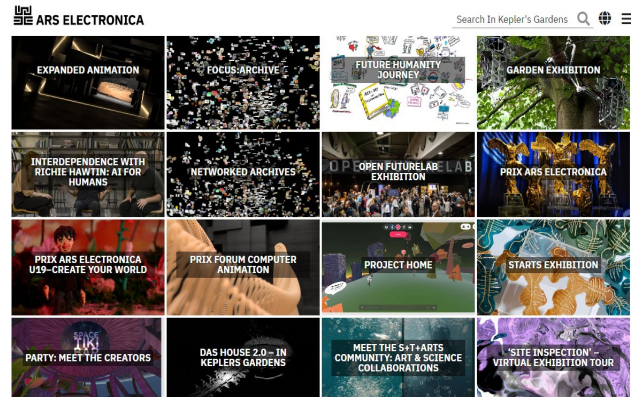 ARS ELECTRONICA
Search In Kepler's Gardens
EXPANDED ANIMATION
FOCUS:ARCHIVE
FUTURE HUMANITY
JOURNEY
GARDEN EXHIBITION
INTERDEPENDENCE WITH
RICHIE HAWTIN: AI FOR
HUMANS
NETWORKED ARCHIVES
OPEN FUTURELAB
EXHIBITION
PRIX ARS ELECTRONICA
PRIX ARS ELECTRONICA
U19–CREATE YOUR WORLD
PRIX FORUM COMPUTER
ANIMATION
PROJECT HOME
STARTS EXHIBITION
SPACE
PARTY: MEET THE CREATORS
DAS HOUSE 2.0 – IN
KEPLERS GARDENS
MEET THE S+T+ARTS
COMMUNITY: ART & SCIENCE
COLLABORATIONS
'SITE INSPECTION' –
VIRTUAL EXHIBITION TOUR